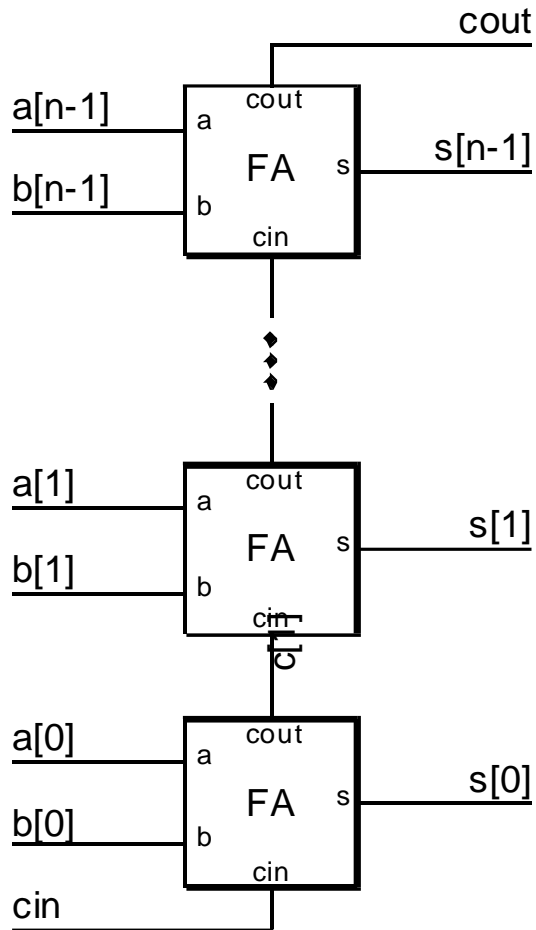 cout
cout
a[n-1]
a
FA
s
s[n-1]
b[n-1]
b
cin
cout
a[1]
a
FA
s
s[1]
b[1]
b
cin
c[1]
cout
a[0]
a
FA
s
s[0]
b[0]
b
cin
cin